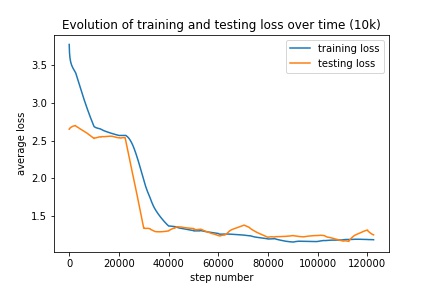 Evolution of training and testing loss over time (10k)
training loss
testing loss
average loss
3.5
3.0
2.5
2.0
1.5
0 20000 40000 60000 80000 100000 120000
step number